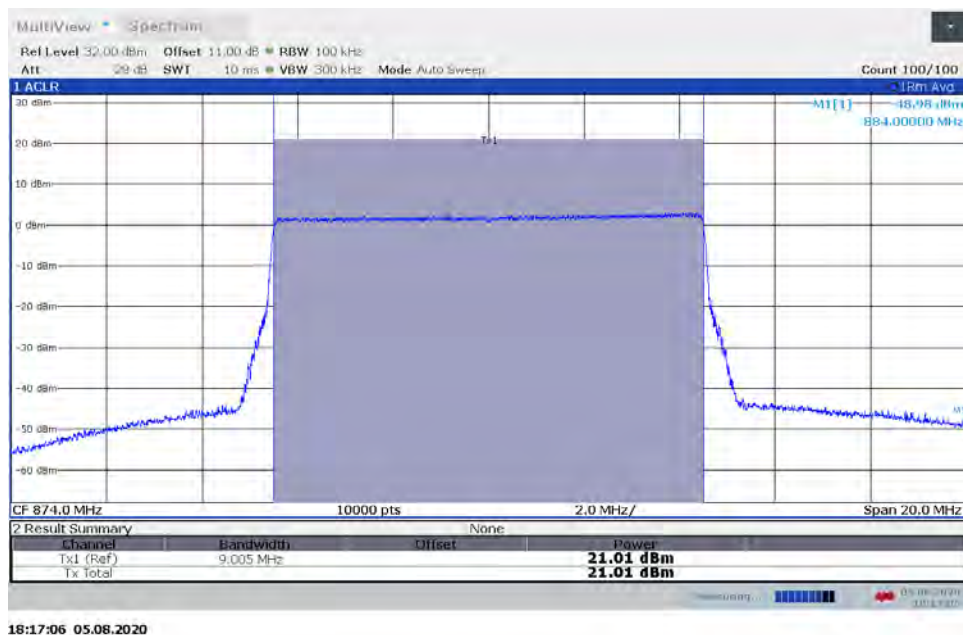 MultiView Spectrum
Ref Level 32.00 dBm Offset 11.00 dB RBW 100 kHz
Att 29 dB SWT 10 ms VBW 300 kHz Mode Auto Sweep Count 100/100
1 ACLR 1Rm Avg
30 dBm M1[1] -48.98 dBm
884.00000 MHz
Tx1
20 dBm
10 dBm
0 dBm
-10 dBm
-20 dBm
-30 dBm
-40 dBm
M1
-50 dBm
-60 dBm
CF 874.0 MHz 10000 pts 2.0 MHz/ Span 20.0 MHz
2 Result Summary None
Channel Bandwidth Offset Power
Tx1 (Ref) 9.005 MHz 21.01 dBm
Tx Total 21.01 dBm
05.08.2020
18:17:06 05.08.2020